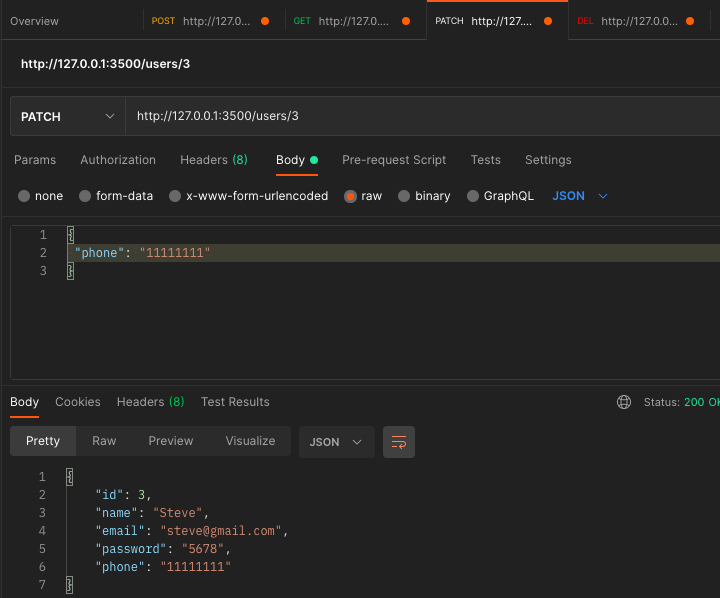 Overview POST http://127.0... GET http://127.0.... PATCH http://127.... DEL http://127.0.0...
http://127.0.0.1:3500/users/3
PATCH http://127.0.0.1:3500/users/3
Params Authorization Headers (8) Body Pre-request Script Tests Settings
none form-data x-www-form-urlencoded raw binary GraphQL JSON
1 {
2 "phone": "11111111"
3 }
Body Cookies Headers (8) Test Results Status: 200 OK
Pretty Raw Preview Visualize JSON
1 {
2 "id": 3,
3 "name": "Steve",
4 "email": "steve@gmail.com",
5 "password": "5678",
6 "phone": "11111111"
7 }